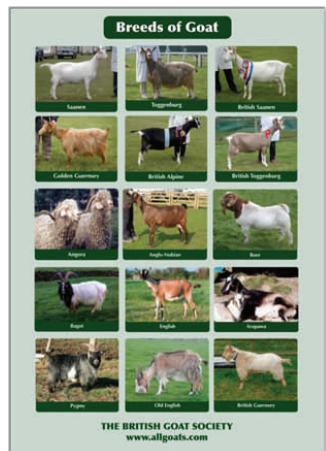 Breeds of Goat
Saanen
Toggenburg
British Saanen
Golden Guernsey
British Alpine
British Toggenburg
Angora
Anglo-Nubian
Boer
Bagot
English
Arapawa
Pygmy
Old English
British Guernsey
THE BRITISH GOAT SOCIETY
www.allgoats.com